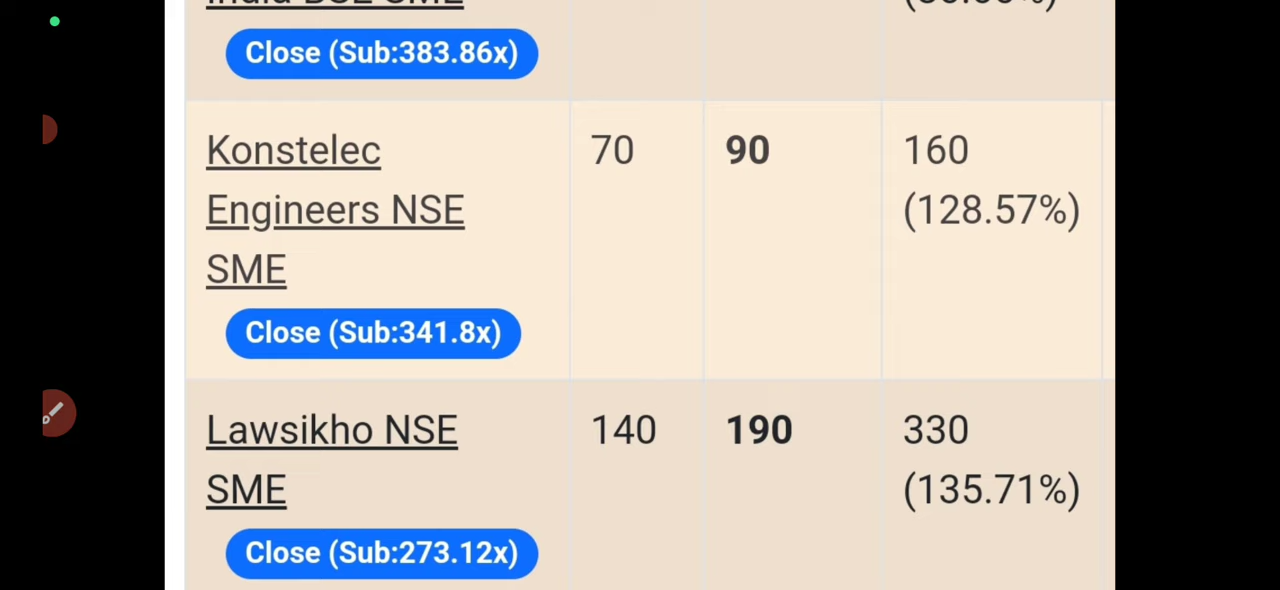 Close (Sub:383.86x)
Konstelec 70 90 160
Engineers NSE (128.57%)
SME
Close (Sub:341.8x)
Lawsikho NSE 140 190 330
SME (135.71%)
Close (Sub:273.12x)